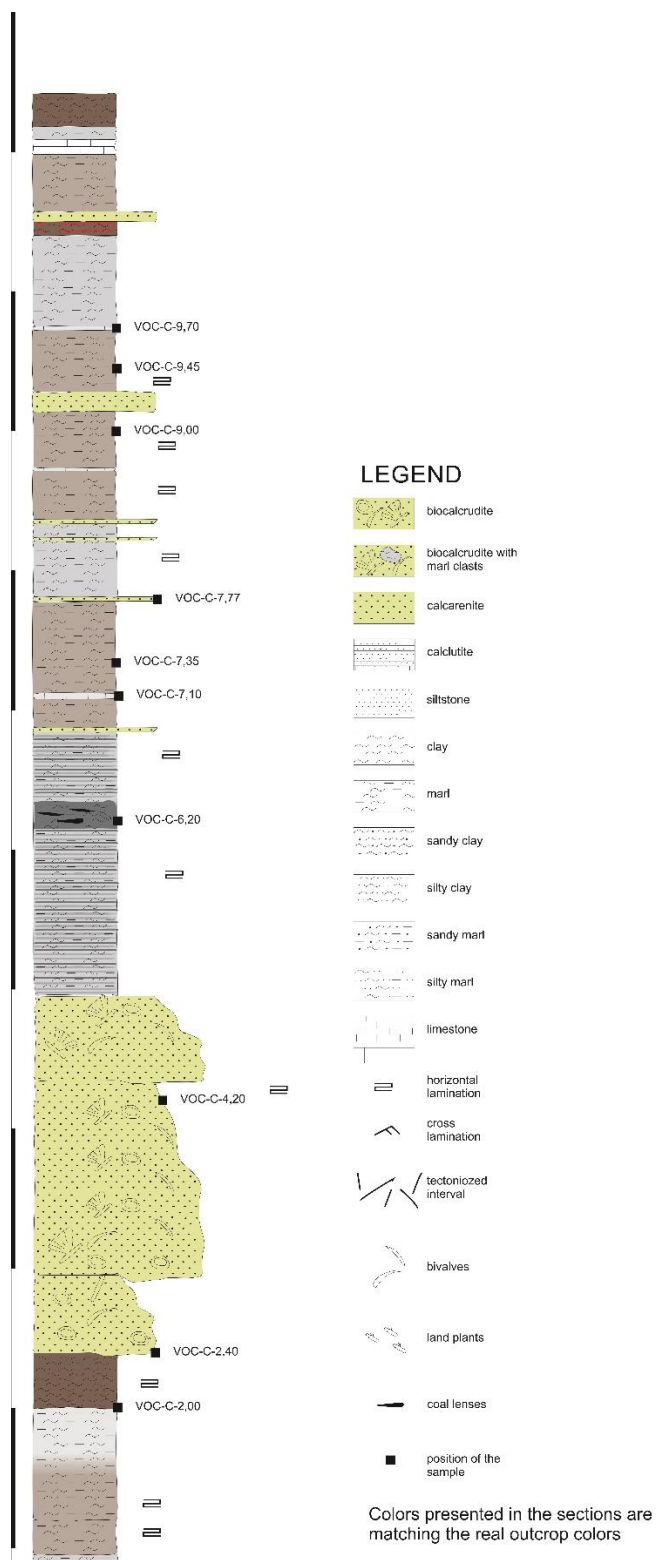 VOC-C-9,70
VOC-C-9,45
VOC-C-9,00
VOC-C-7,77
VOC-C-7,35
VOC-C-7,10
VOC-C-6,20
VOC-C-4,20
VOC-C-2,40
VOC-C-2,00
LEGEND
biocalcrudite
biocalcrudite with
marl clasts
calcarenite
calclutite
siltstone
clay
marl
sandy clay
silty clay
sandy marl
silty marl
limestone
horizontal
lamination
cross
lamination
tectoniozed
interval
bivalves
land plants
coal lenses
position of the
sample
Colors presented in the sections are
matching the real outcrop colors